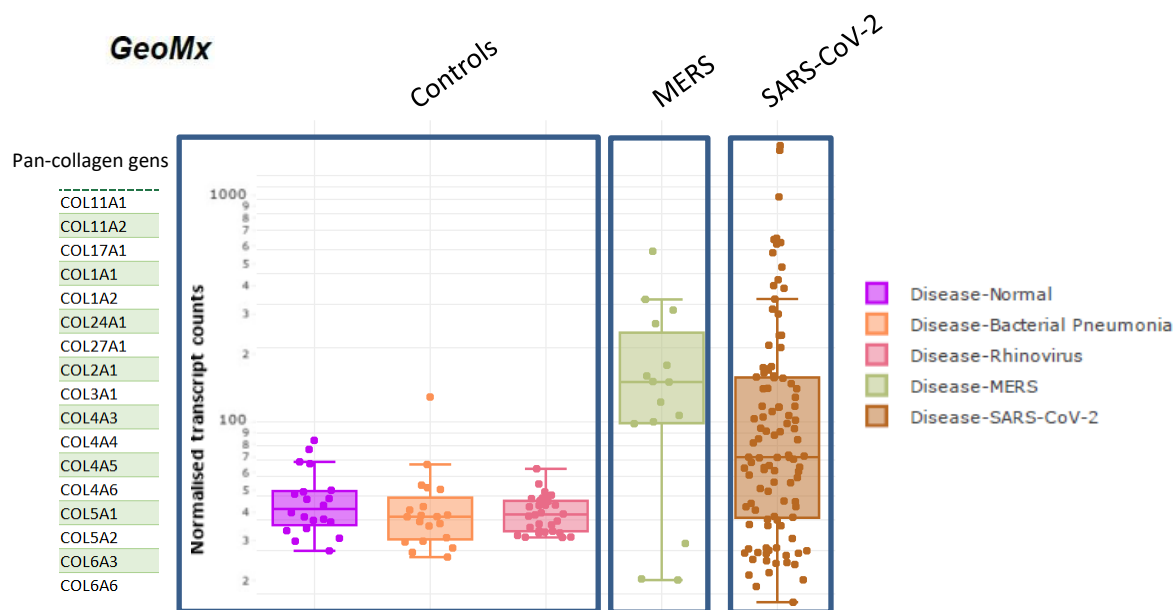 GeoMx
Controls
MERS
SARS-CoV-2
Pan-collagen gens
COL11A1
COL11A2
COL17A1
COL1A1
COL1A2
COL24A1
COL27A1
COL2A1
COL3A1
COL4A3
COL4A4
COL4A5
COL4A6
COL5A1
COL5A2
COL6A3
COL6A6
Normalised transcript counts
1000
9
8
7
6
5
4
3
2
100
9
8
7
6
5
4
3
2
Disease-Normal
Disease-Bacterial Pneumonia
Disease-Rhinovirus
Disease-MERS
Disease-SARS-CoV-2